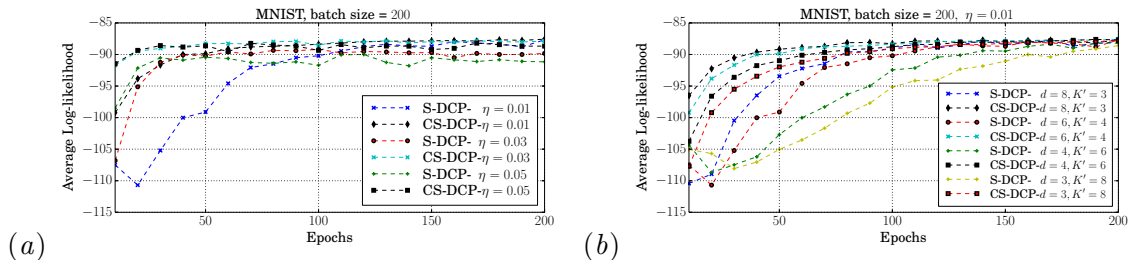 MNIST, batch size = 200
−85
−90
−95
−100
−105
−110
−115
Average Log-likelihood
50
100
150
200
Epochs
S-DCP- η = 0.01
CS-DCP-η = 0.01
S-DCP- η = 0.03
CS-DCP-η = 0.03
S-DCP- η = 0.05
CS-DCP-η = 0.05
(a)
MNIST, batch size = 200, η = 0.01
−85
−90
−95
−100
−105
−110
−115
Average Log-likelihood
50
100
150
200
Epochs
S-DCP- d = 8, K′ = 3
CS-DCP-d = 8, K′ = 3
S-DCP- d = 6, K′ = 4
CS-DCP-d = 6, K′ = 4
S-DCP- d = 4, K′ = 6
CS-DCP-d = 4, K′ = 6
S-DCP- d = 3, K′ = 8
CS-DCP-d = 3, K′ = 8
(b)